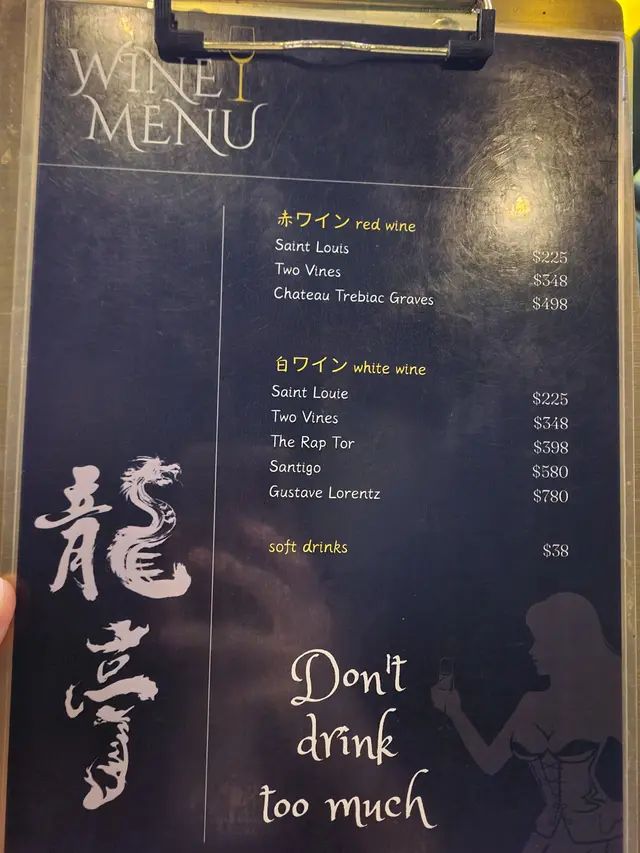 WINE
MENU
赤ワイン red wine
Saint Louis $225
Two Vines $348
Chateau Trebiac Graves $498
白ワイン white wine
Saint Louie $225
Two Vines $348
The Rap Tor $398
Santigo $580
Gustave Lorentz $780
soft drinks $38
龍
Don't
drink
too much